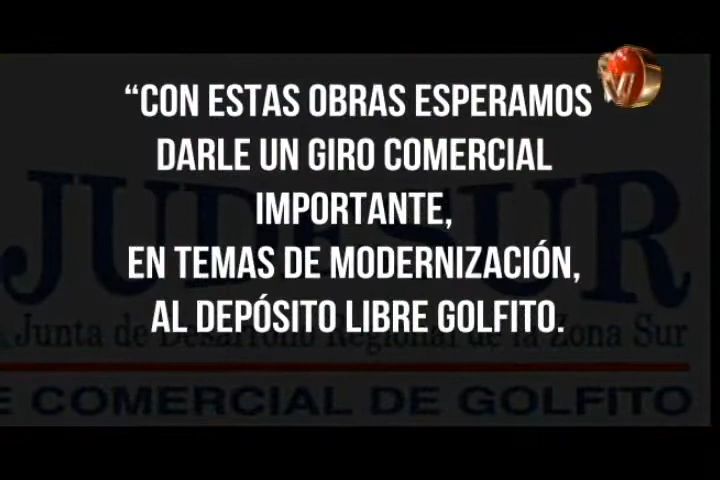 “CON ESTAS OBRAS ESPERAMOS
DARLE UN GIRO COMERCIAL
IMPORTANTE,
EN TEMAS DE MODERNIZACIÓN,
AL DEPÓSITO LIBRE GOLFITO.
JUDESUR
Junta de Desarrollo Regional de la Zona Sur
E COMERCIAL DE GOLFITO